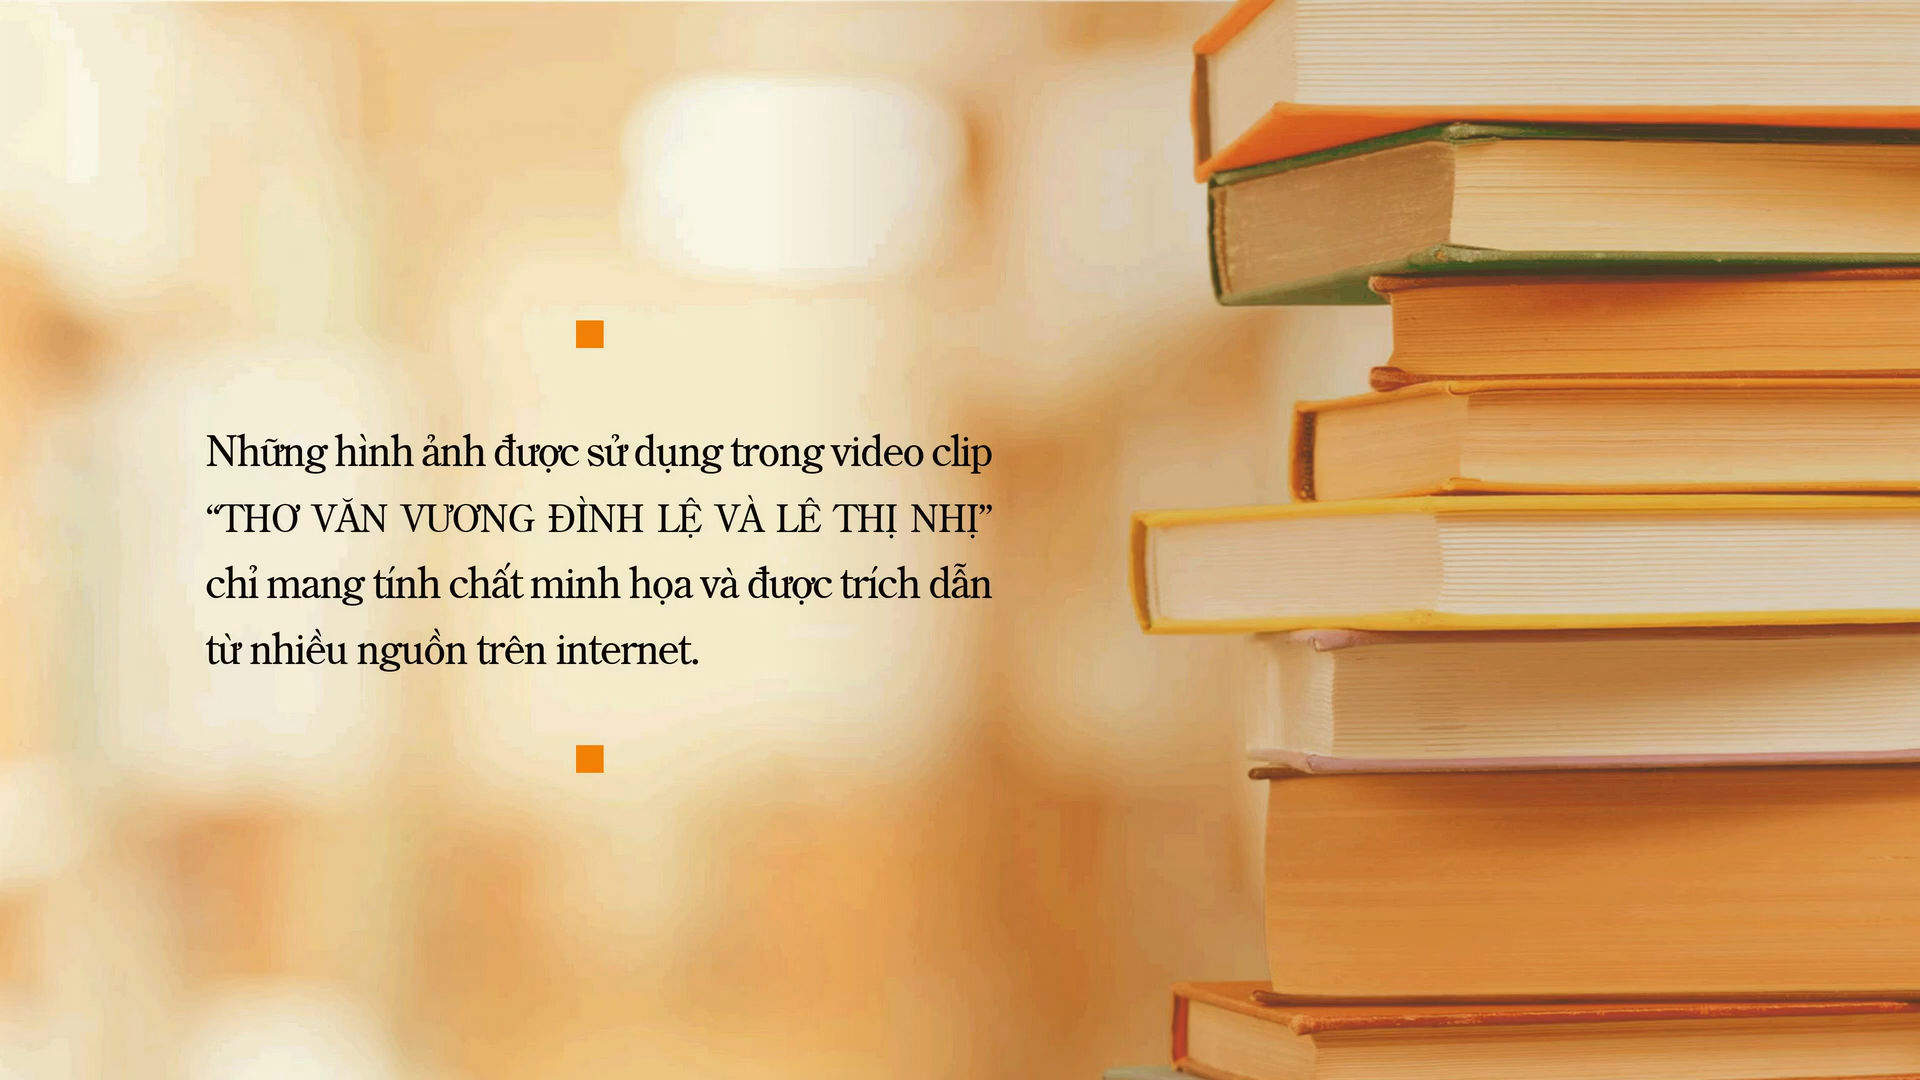 Những hình ảnh được sử dụng trong video clip
“THƠ VĂN VƯƠNG ĐÌNH LỆ VÀ LÊ THỊ NHỊ”
chỉ mang tính chất minh họa và được trích dẫn
từ nhiều nguồn trên internet.